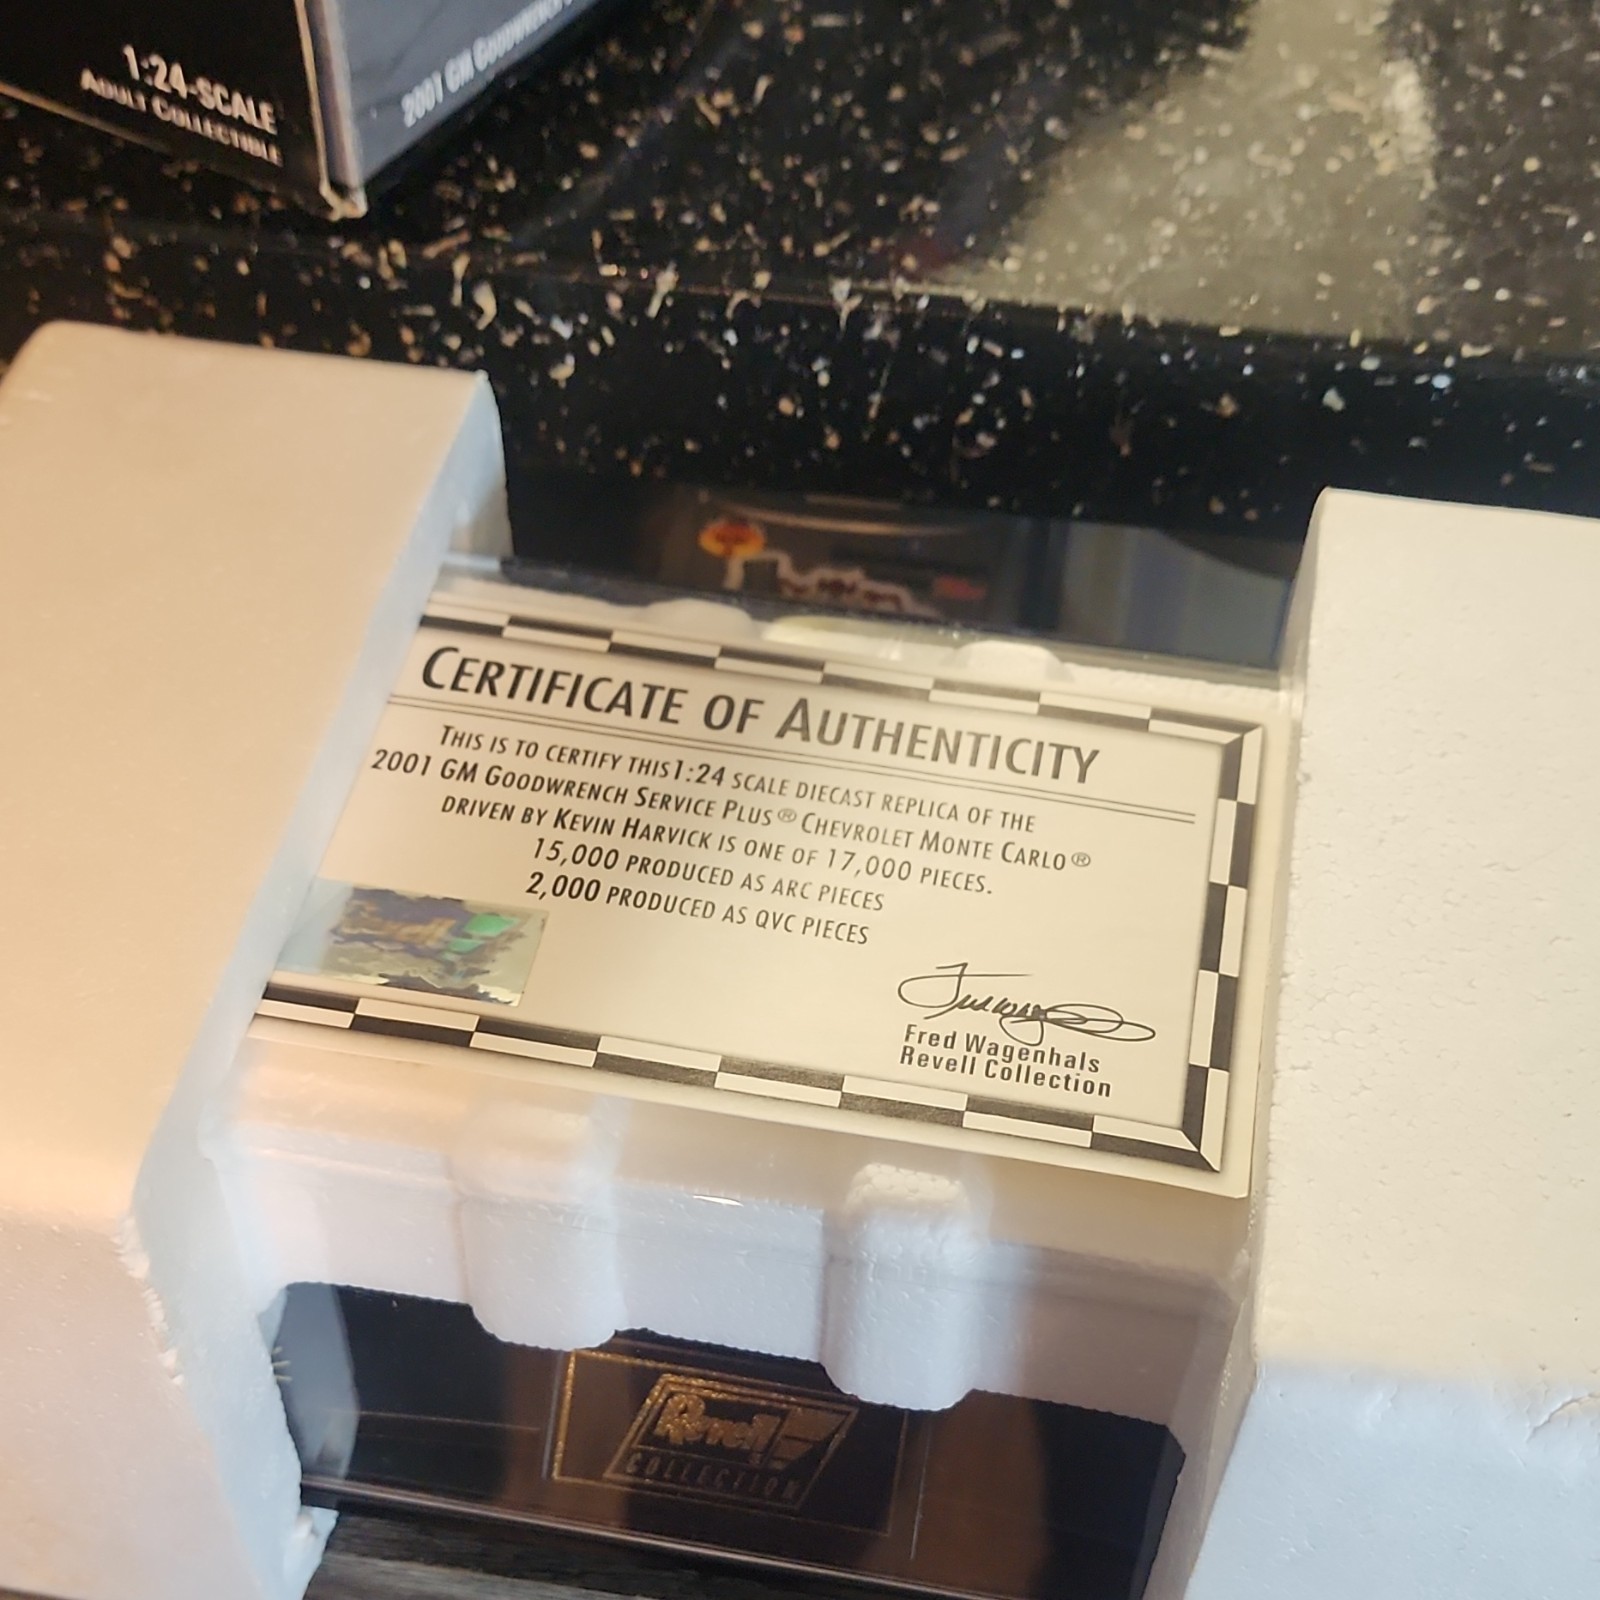 1:24-SCALE
ADULT COLLECTIBLE
2001 GM GOODWRENCH
CERTIFICATE OF AUTHENTICITY
THIS IS TO CERTIFY THIS 1:24 SCALE DIECAST REPLICA OF THE
2001 GM GOODWRENCH SERVICE PLUS® CHEVROLET MONTE CARLO®
DRIVEN BY KEVIN HARVICK IS ONE OF 17,000 PIECES.
15,000 PRODUCED AS ARC PIECES
2,000 PRODUCED AS QVC PIECES
Fred Wagenhals
Revell Collection
Revell
COLLECTION